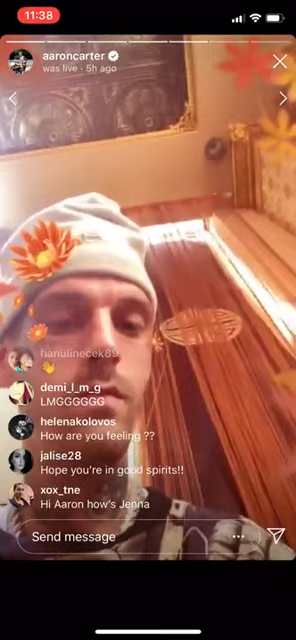 11:38
aaroncarter
was live · 5h ago
hanulinecek89
👋
demi_l_m_g
LMGGGGGG
helenakolovos
How are you feeling ??
jalise28
Hope you're in good spirits!!
xox_tne
Hi Aaron how's Jenna
Send message